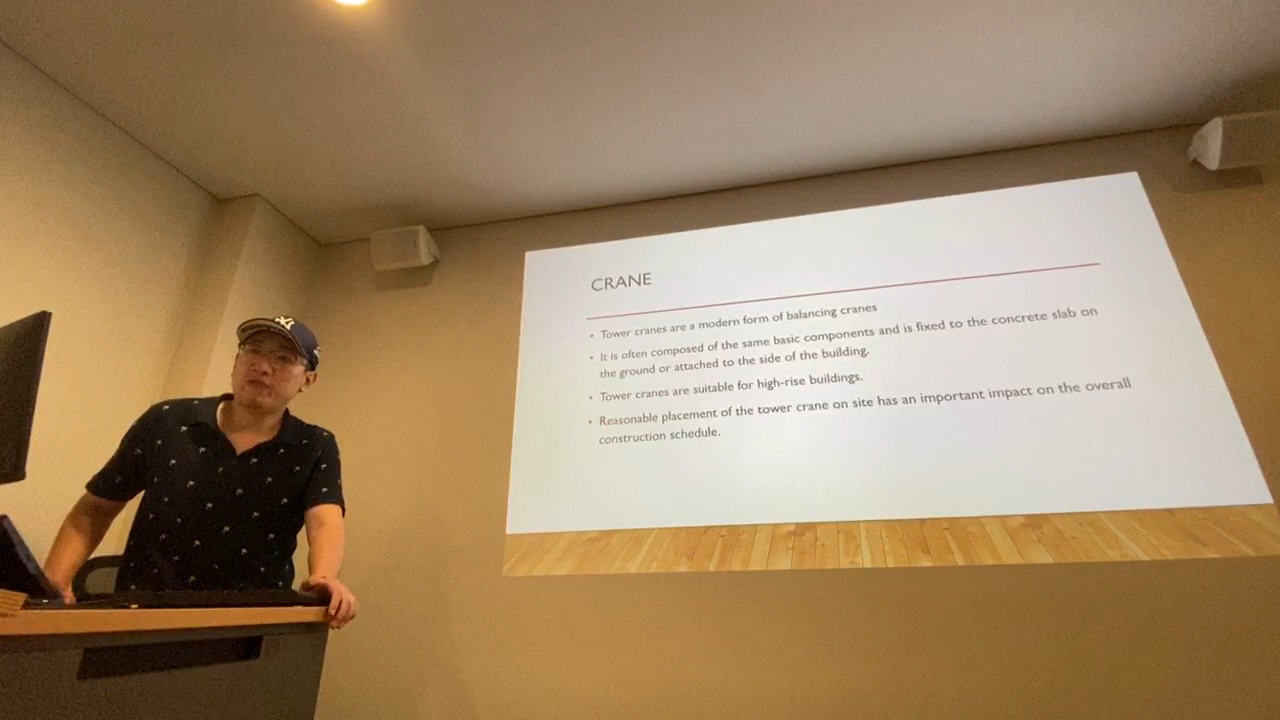 CRANE
• Tower cranes are a modern form of balancing cranes
• It is often composed of the same basic components and is fixed to the concrete slab on
the ground or attached to the side of the building.
• Tower cranes are suitable for high-rise buildings.
• Reasonable placement of the tower crane on site has an important impact on the overall
construction schedule.